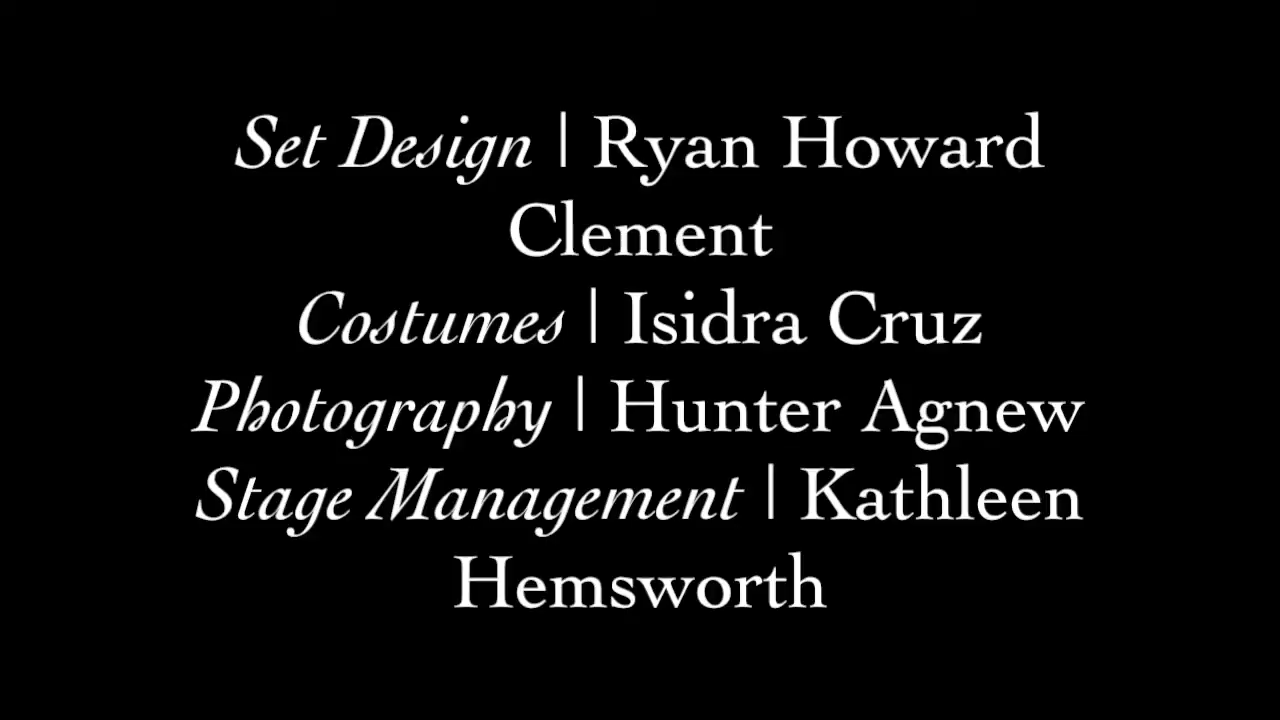 Set Design | Ryan Howard
Clement
Costumes | Isidra Cruz
Photography | Hunter Agnew
Stage Management | Kathleen
Hemsworth